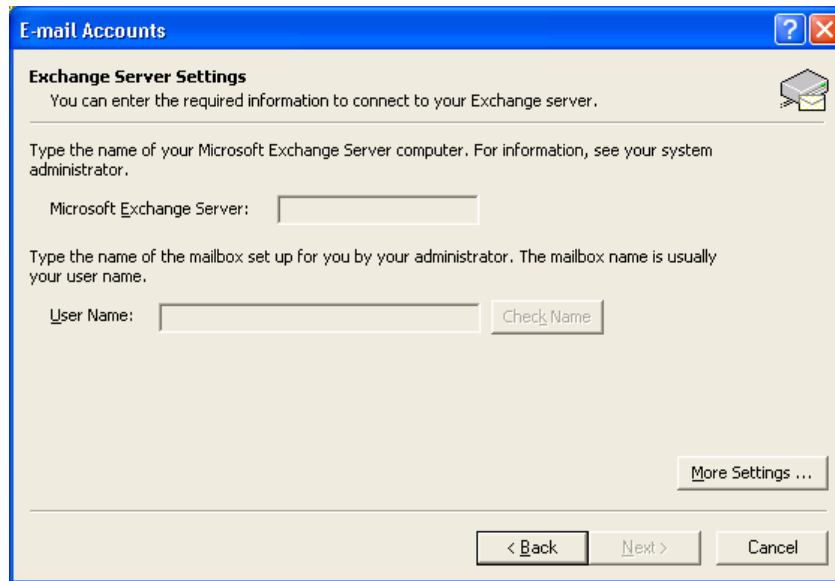 E-mail Accounts
Exchange Server Settings
You can enter the required information to connect to your Exchange server.
Type the name of your Microsoft Exchange Server computer. For information, see your system
administrator.
Microsoft Exchange Server:
Type the name of the mailbox set up for you by your administrator. The mailbox name is usually
your user name.
User Name: Check Name
More Settings ...
< Back Next > Cancel